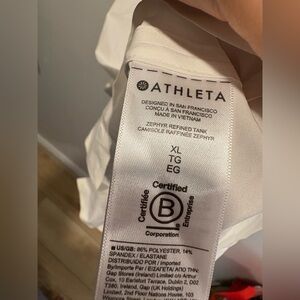 ATHLETA
DESIGNED IN SAN FRANCISCO
CONÇU À SAN FRANCISCO
MADE IN VIETNAM
ZEPHYR REFINED TANK
CAMISOLE RAFFINÉE ZEPHYR
XL
TG
EG
Certified
Certifiée
B
Entreprise
Corporation
US/GB: 86% POLYESTER, 14%
SPANDEX/ELASTANE
DISTRIBUIDO POR / Imported
By/Importé Par /
Gap Stores (Ireland) Limited c/o Arthur
Cox, 10 Earlsfort Terrace, Dublin 2, D02
T380, Ireland, Gap (UK Holdings)
Limited, 2nd Floor Nations House, 103